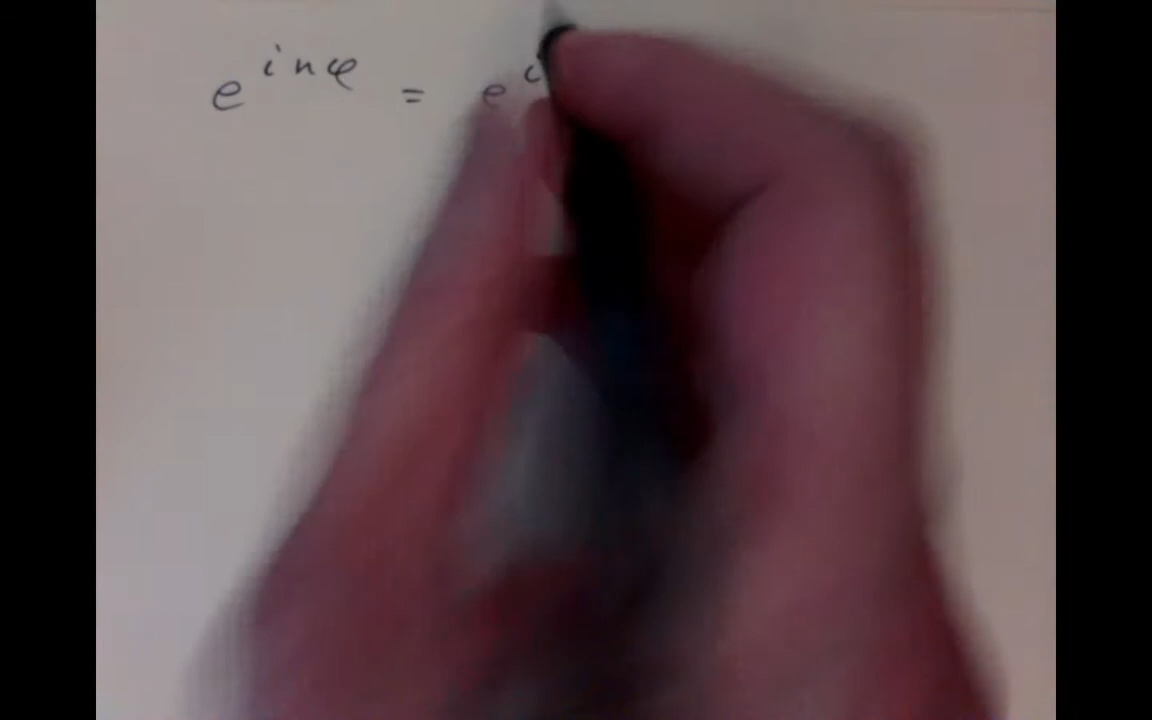 e^{inφ} = e^{i